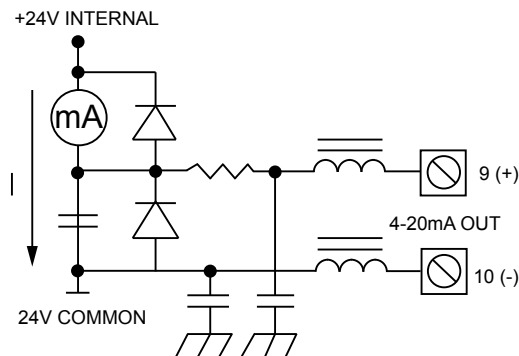 +24V INTERNAL
mA
I
9 (+)
4-20mA OUT
10 (-)
24V COMMON